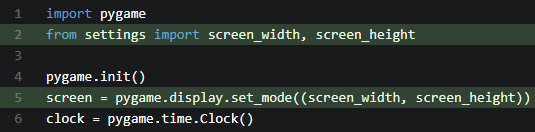 1 import pygame
2 from settings import screen_width, screen_height
3
4 pygame.init()
5 screen = pygame.display.set_mode((screen_width, screen_height))
6 clock = pygame.time.Clock()